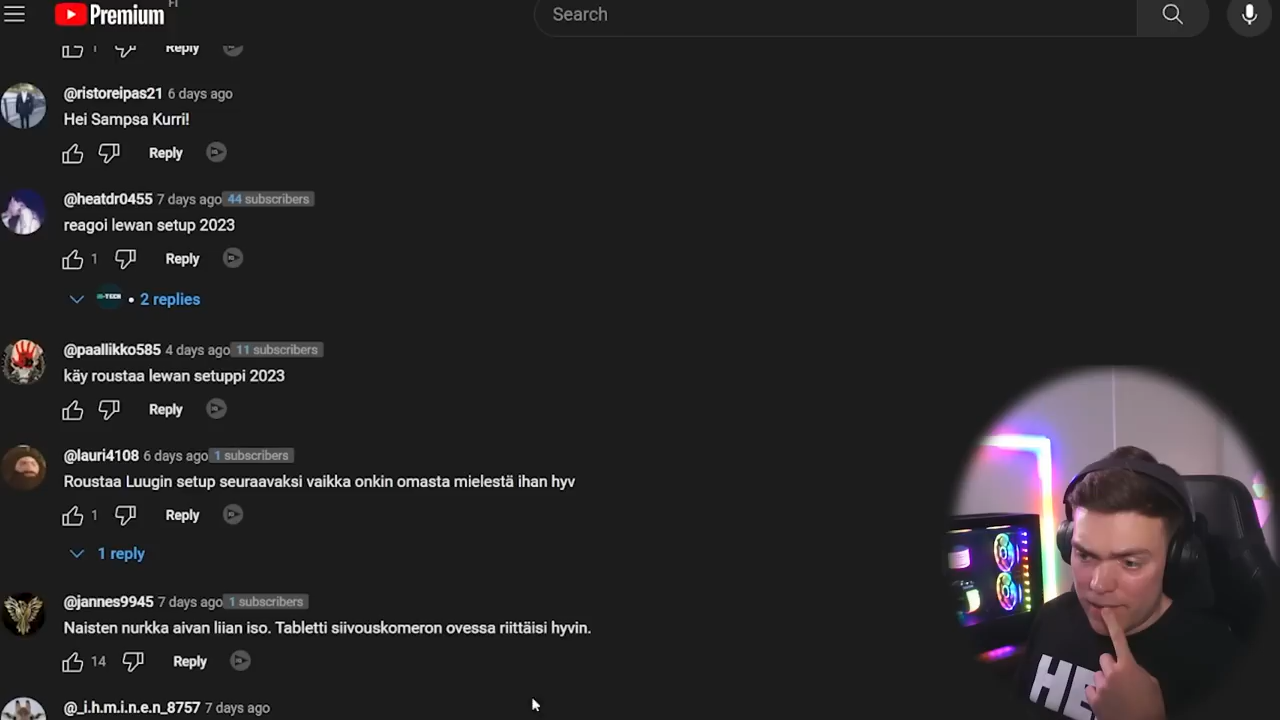 FI
Premium
Search
1 Reply
@ristoreipas21 6 days ago
Hei Sampsa Kurri!
Reply
@heatdr0455 7 days ago 44 subscribers
reagoi lewan setup 2023
1 Reply
• 2 replies
@paallikko585 4 days ago 11 subscribers
käy roustaa lewan setuppi 2023
Reply
@lauri4108 6 days ago 1 subscribers
Roustaa Luugin setup seuraavaksi vaikka onkin omasta mielestä ihan hyv
1 Reply
1 reply
@jannes9945 7 days ago 1 subscribers
Naisten nurkka aivan liian iso. Tabletti siivouskomeron ovessa riittäisi hyvin.
14 Reply
@_i.h.m.i.n.e.n_8757 7 days ago
HE